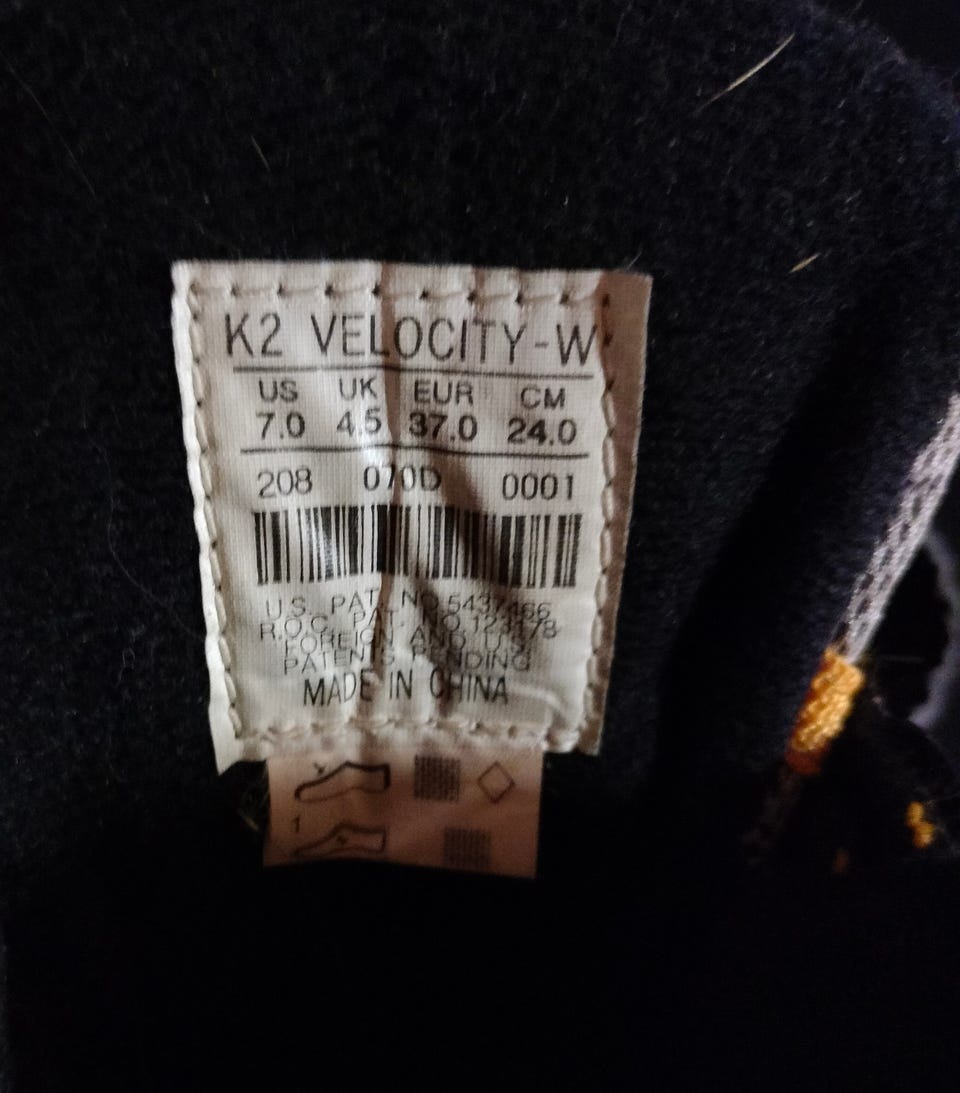 K2 VELOCITY-W
US UK EUR CM
7.0 4.5 37.0 24.0
208 070D 0001
U.S. PAT. NO. 5437466
R.O.C. PAT. NO.
FOREIGN AND U.S.
PATENTS PENDING
MADE IN CHINA
1